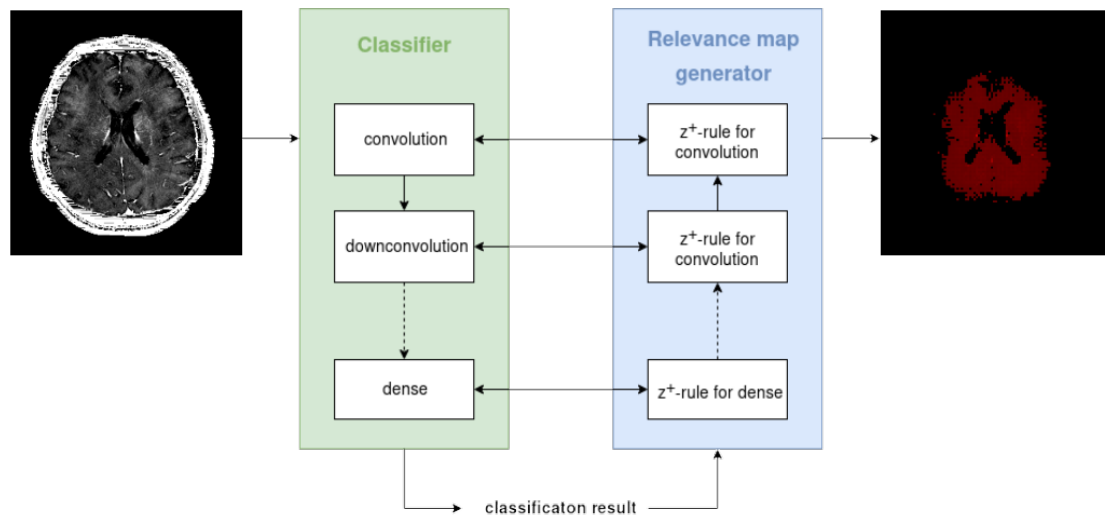 Classifier
Relevance map
generator
convolution
z⁺-rule for
convolution
downconvolution
z⁺-rule for
convolution
dense
z⁺-rule for dense
classificaton result